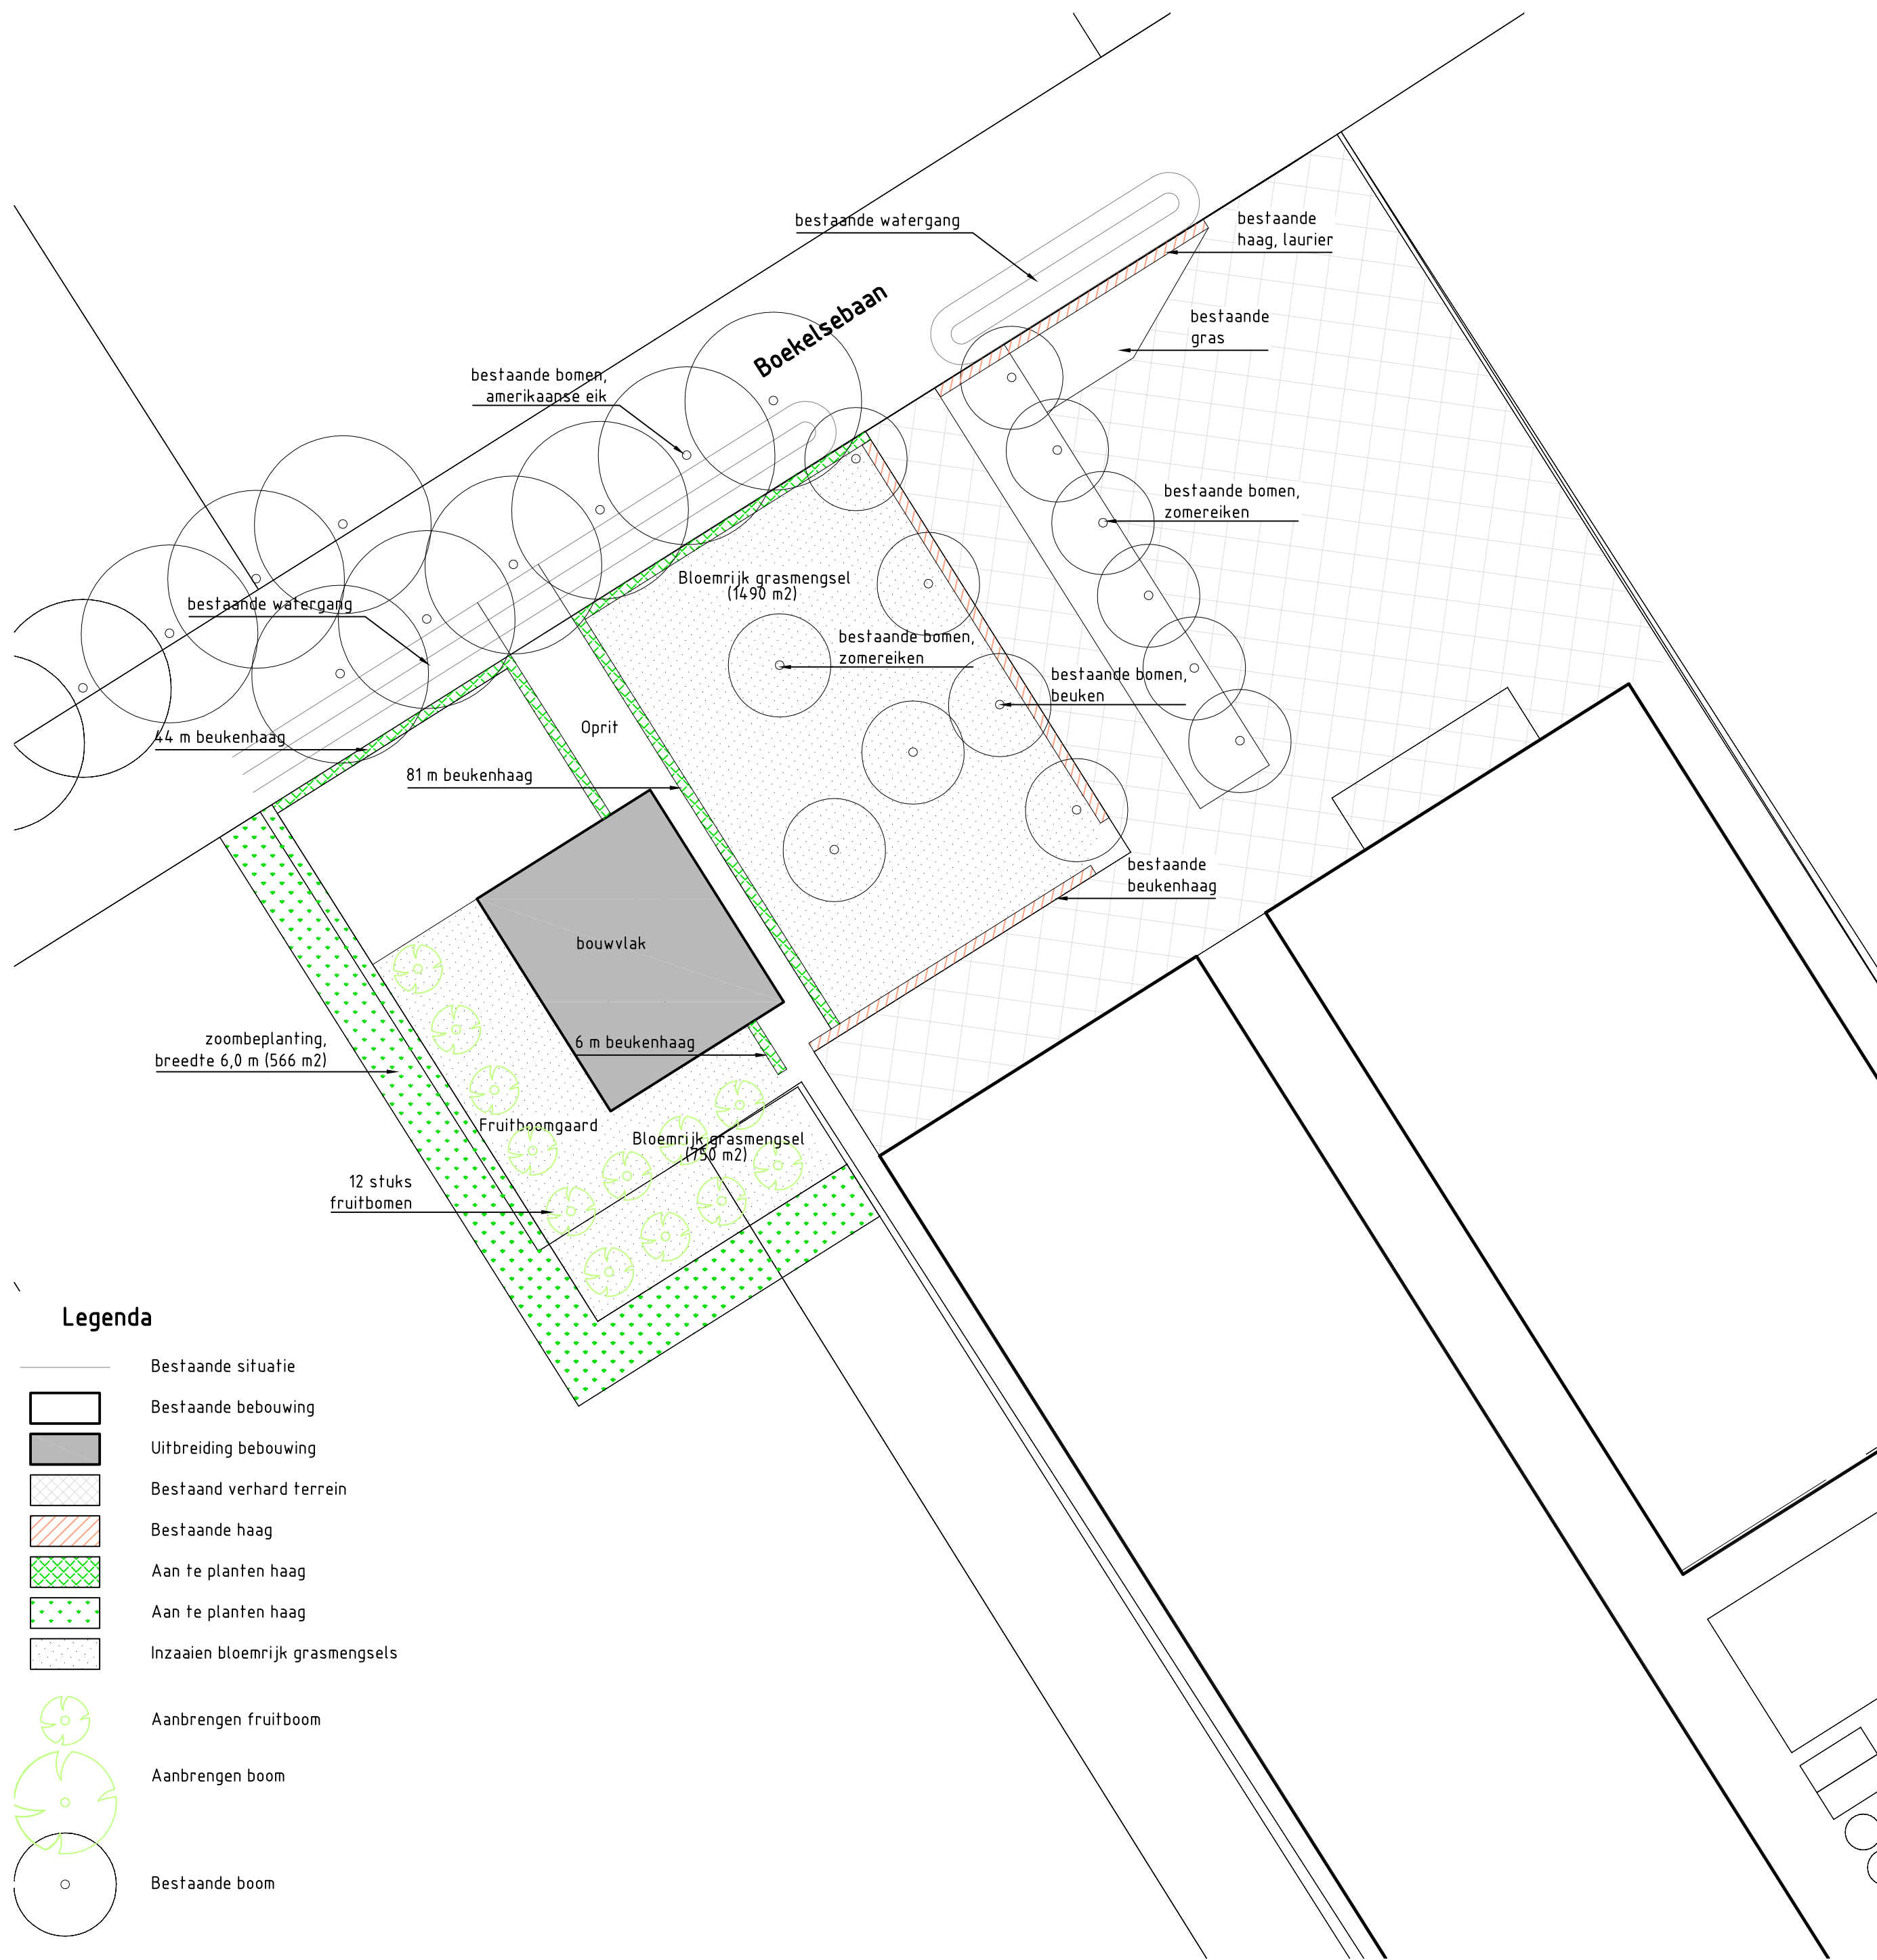 bestaande watergang
bestaande
haag, laurier
Boekelsebaan
bestaande
gras
bestaande bomen,
amerikaanse eik
bestaande bomen,
zomereiken
Bloemrijk grasmengsel
(1490 m2)
bestaande watergang
bestaande bomen,
zomereiken
bestaande bomen,
beuken
Oprit
44 m beukenhaag
81 m beukenhaag
bestaande
beukenhaag
bouwvlak
zoombeplanting,
breedte 6,0 m (566 m2)
6 m beukenhaag
Fruitboomgaard
Bloemrijk grasmengsel
(750 m2)
12 stuks
fruitbomen
Legenda
Bestaande situatie
Bestaande bebouwing
Uitbreiding bebouwing
Bestaand verhard terrein
Bestaande haag
Aan te planten haag
Aan te planten haag
Inzaaien bloemrijk grasmengsels
Aanbrengen fruitboom
Aanbrengen boom
Bestaande boom